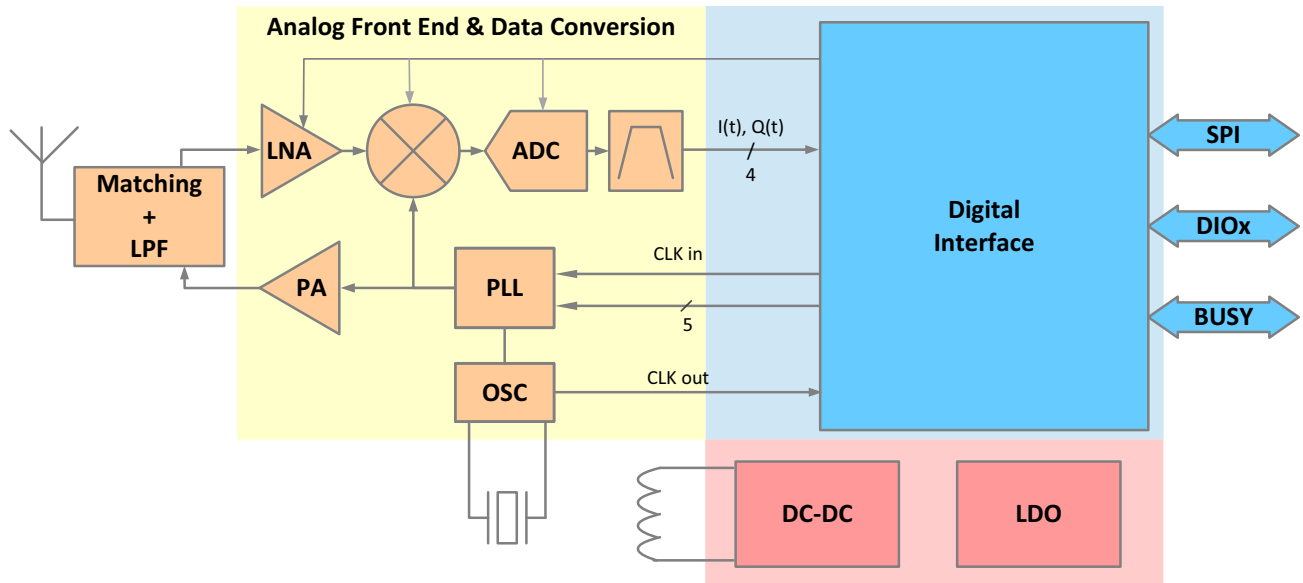 Analog Front End & Data Conversion
LNA
ADC
I(t), Q(t)
4
Matching
+
LPF
PA
PLL
CLK in
5
OSC
CLK out
Digital
Interface
SPI
DIOx
BUSY
DC-DC
LDO